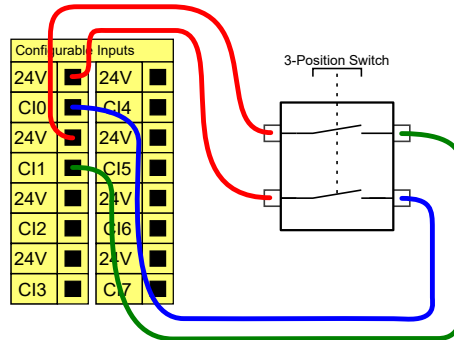 Configurable Inputs
3-Position Switch
24V 24V
CI0 CI4
24V 24V
CI1 CI5
24V 24V
CI2 CI6
24V 24V
CI3 CI7